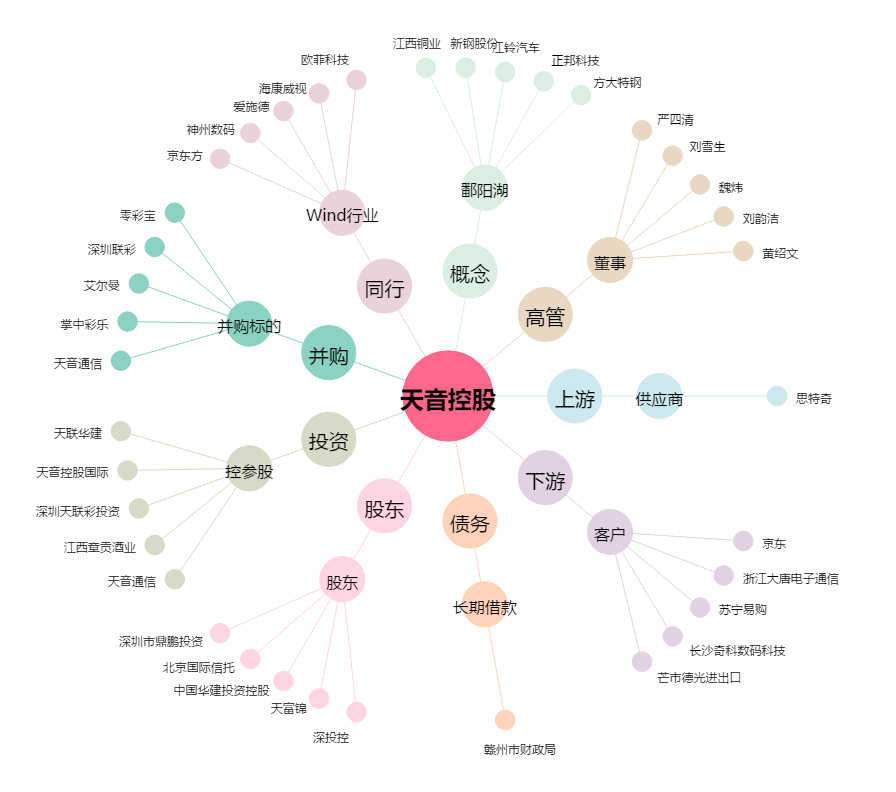 江西铜业
新钢股份
江铃汽车
正邦科技
方大特钢
欧菲科技
海康威视
爱施德
神州数码
京东方
严四清
刘雪生
魏炜
刘韵洁
黄绍文
鄱阳湖
Wind行业
零彩宝
深圳联彩
艾尔曼
掌中彩乐
天音通信
董事
概念
同行
高管
并购标的
并购
天音控股
上游
供应商
思特奇
天联华建
天音控股国际
深圳天联彩投资
江西章贡酒业
天音通信
投资
控参股
下游
股东
债务
客户
京东
浙江大唐电子通信
苏宁易购
长沙奇科数码科技
芒市德光进出口
股东
长期借款
深圳市鼎鹏投资
北京国际信托
中国华建投资控股
天富锦
深投控
赣州市财政局